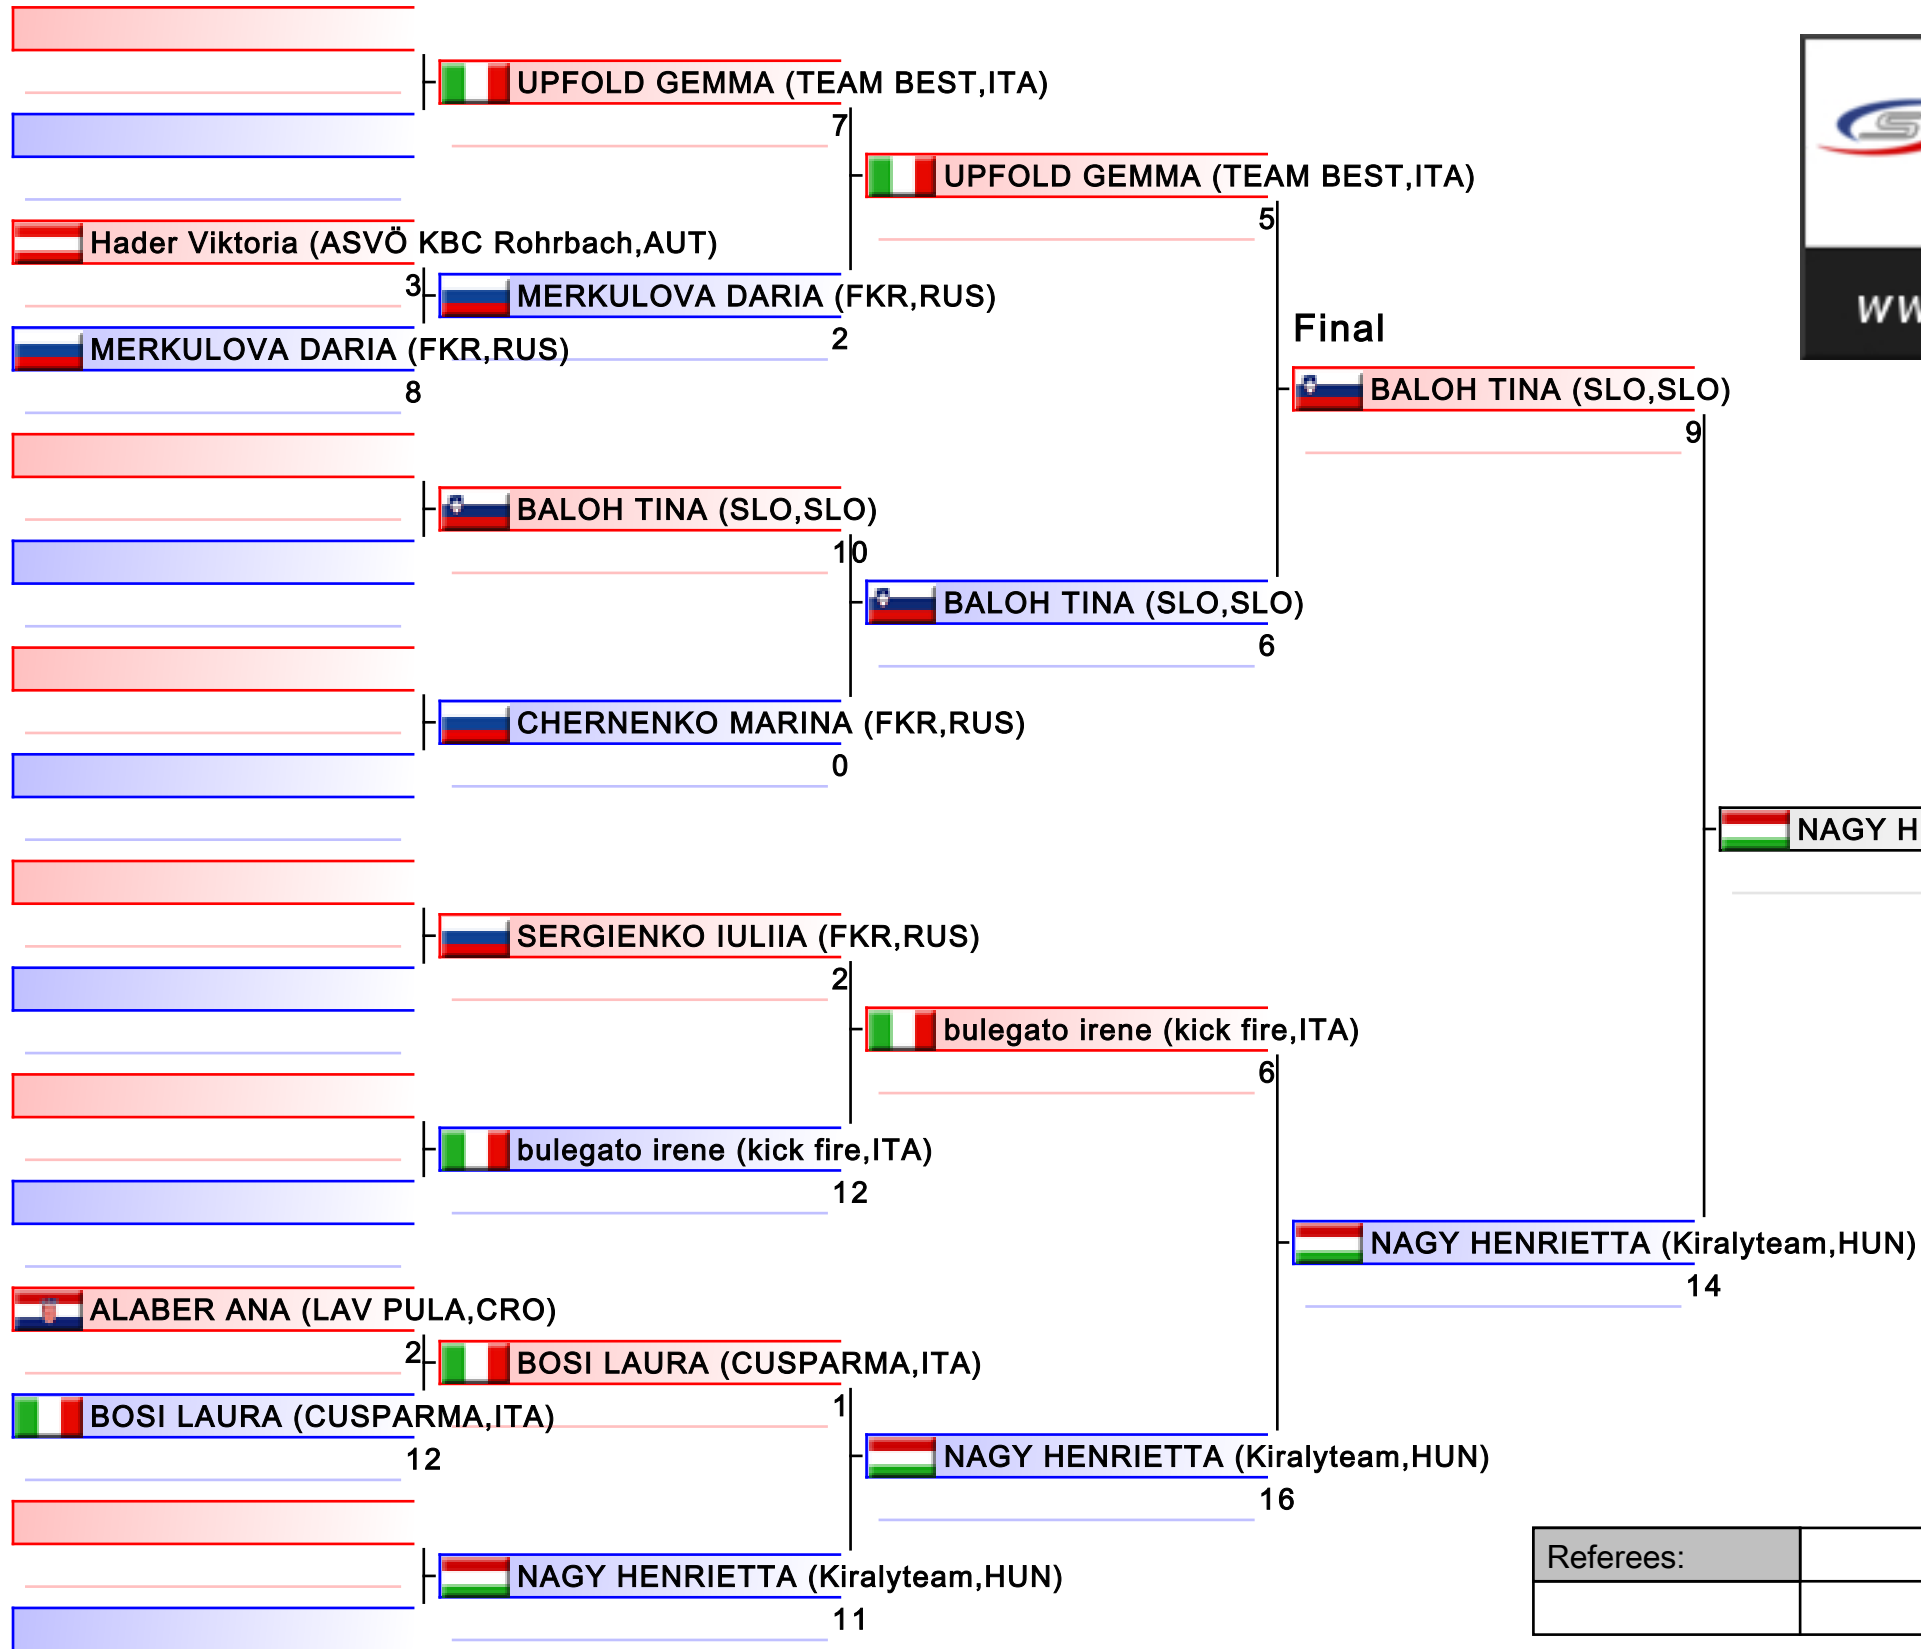 UPFOLD GEMMA (TEAM BEST,ITA)
7
UPFOLD GEMMA (TEAM BEST,ITA)
5
Hader Viktoria (ASVÖ KBC Rohrbach,AUT)
3
MERKULOVA DARIA (FKR,RUS)
2
MERKULOVA DARIA (FKR,RUS)
8
Final
BALOH TINA (SLO,SLO)
9
BALOH TINA (SLO,SLO)
10
BALOH TINA (SLO,SLO)
6
CHERNENKO MARINA (FKR,RUS)
0
NAGY H
SERGIENKO IULIIA (FKR,RUS)
2
bulegato irene (kick fire,ITA)
6
bulegato irene (kick fire,ITA)
12
NAGY HENRIETTA (Kiralyteam,HUN)
14
ALABER ANA (LAV PULA,CRO)
2
BOSI LAURA (CUSPARMA,ITA)
1
BOSI LAURA (CUSPARMA,ITA)
12
NAGY HENRIETTA (Kiralyteam,HUN)
16
NAGY HENRIETTA (Kiralyteam,HUN)
11
Referees: